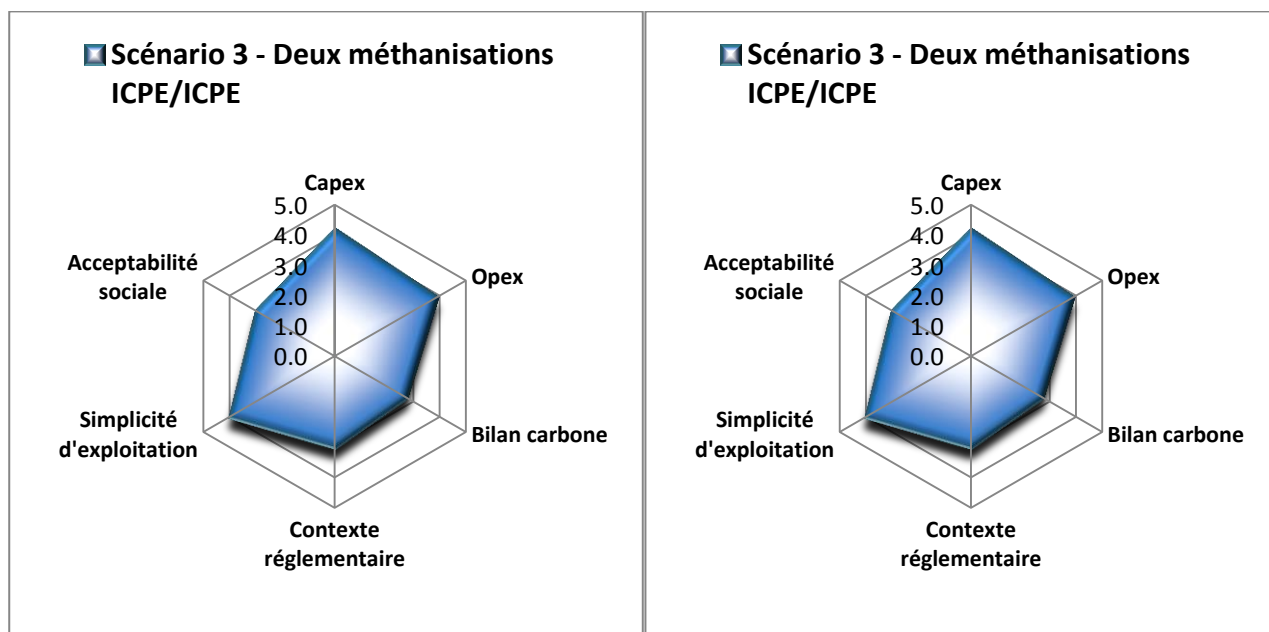 Scénario 3 - Deux méthanisations
ICPE/ICPE
Capex
5.0
4.0
3.0
2.0
1.0
0.0
Opex
Bilan carbone
Contexte
réglementaire
Simplicité
d'exploitation
Acceptabilité
sociale
Scénario 3 - Deux méthanisations
ICPE/ICPE
Capex
5.0
4.0
3.0
2.0
1.0
0.0
Opex
Bilan carbone
Contexte
réglementaire
Simplicité
d'exploitation
Acceptabilité
sociale